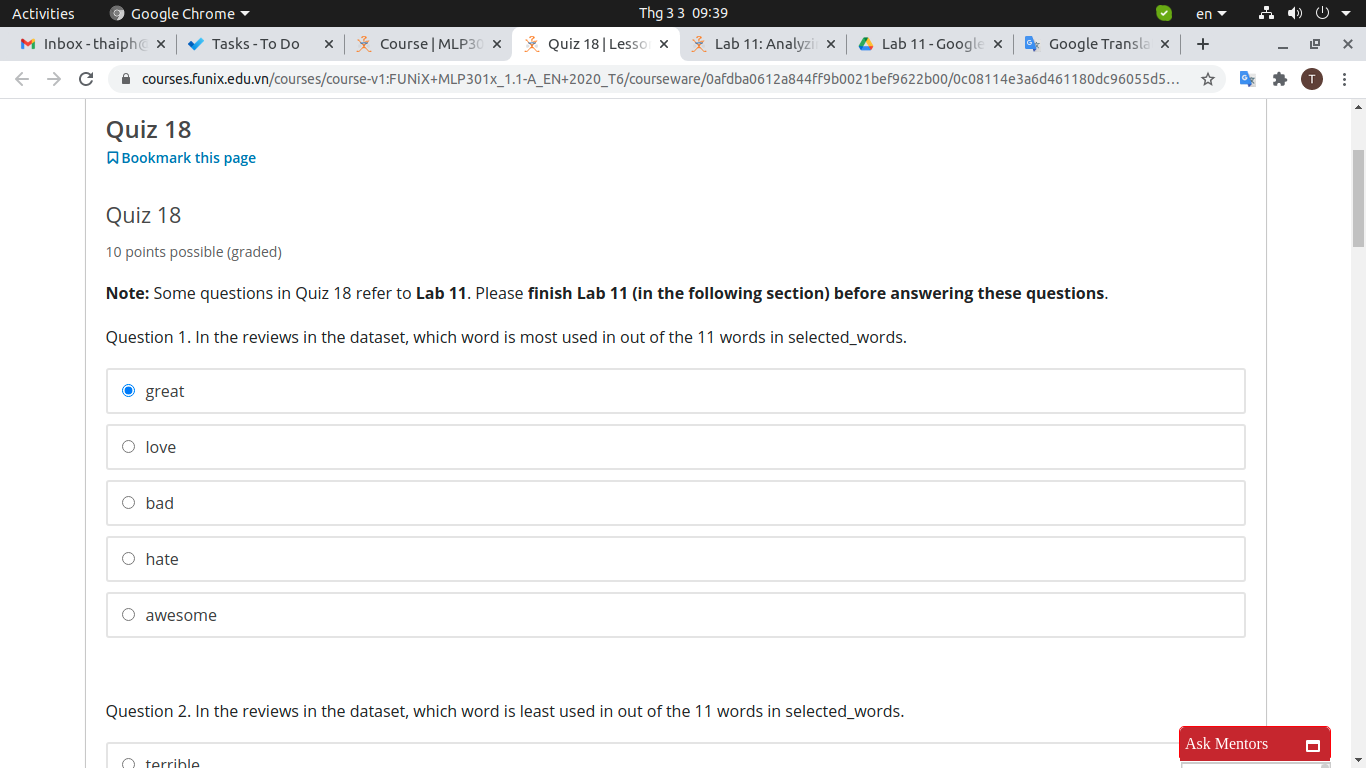 Activities Google Chrome Thg 3 3 09:39 en
Inbox - thaiph@ Tasks - To Do Course | MLP30 Quiz 18 | Lesso Lab 11: Analyzi Lab 11 - Google Google Transla
courses.funix.edu.vn/courses/course-v1:FUNiX+MLP301x_1.1-A_EN+2020_T6/courseware/0afdba0612a844ff9b0021bef9622b00/0c08114e3a6d461180dc96055d5... T
Quiz 18
Bookmark this page
Quiz 18
10 points possible (graded)
Note: Some questions in Quiz 18 refer to Lab 11. Please finish Lab 11 (in the following section) before answering these questions.
Question 1. In the reviews in the dataset, which word is most used in out of the 11 words in selected_words.
great
love
bad
hate
awesome
Question 2. In the reviews in the dataset, which word is least used in out of the 11 words in selected_words.
Ask Mentors
terrible